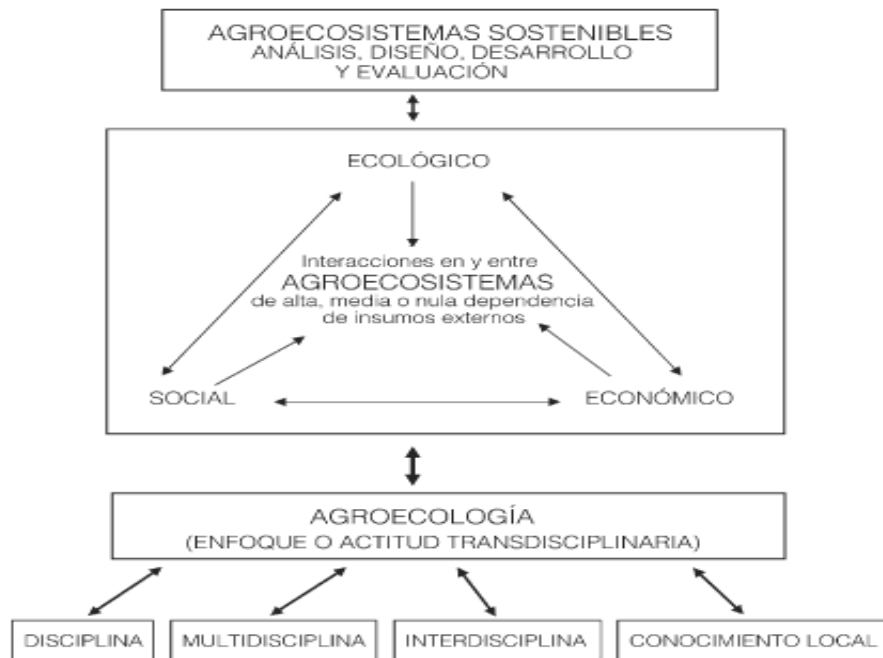 AGROECOSISTEMAS SOSTENIBLES
ANÁLISIS, DISEÑO, DESARROLLO
Y EVALUACIÓN
ECOLÓGICO
Interacciones en y entre
AGROECOSISTEMAS
de alta, media o nula dependencia
de insumos externos
SOCIAL
ECONÓMICO
AGROECOLOGÍA
(ENFOQUE O ACTITUD TRANSDISCIPLINARIA)
DISCIPLINA
MULTIDISCIPLINA
INTERDISCIPLINA
CONOCIMIENTO LOCAL